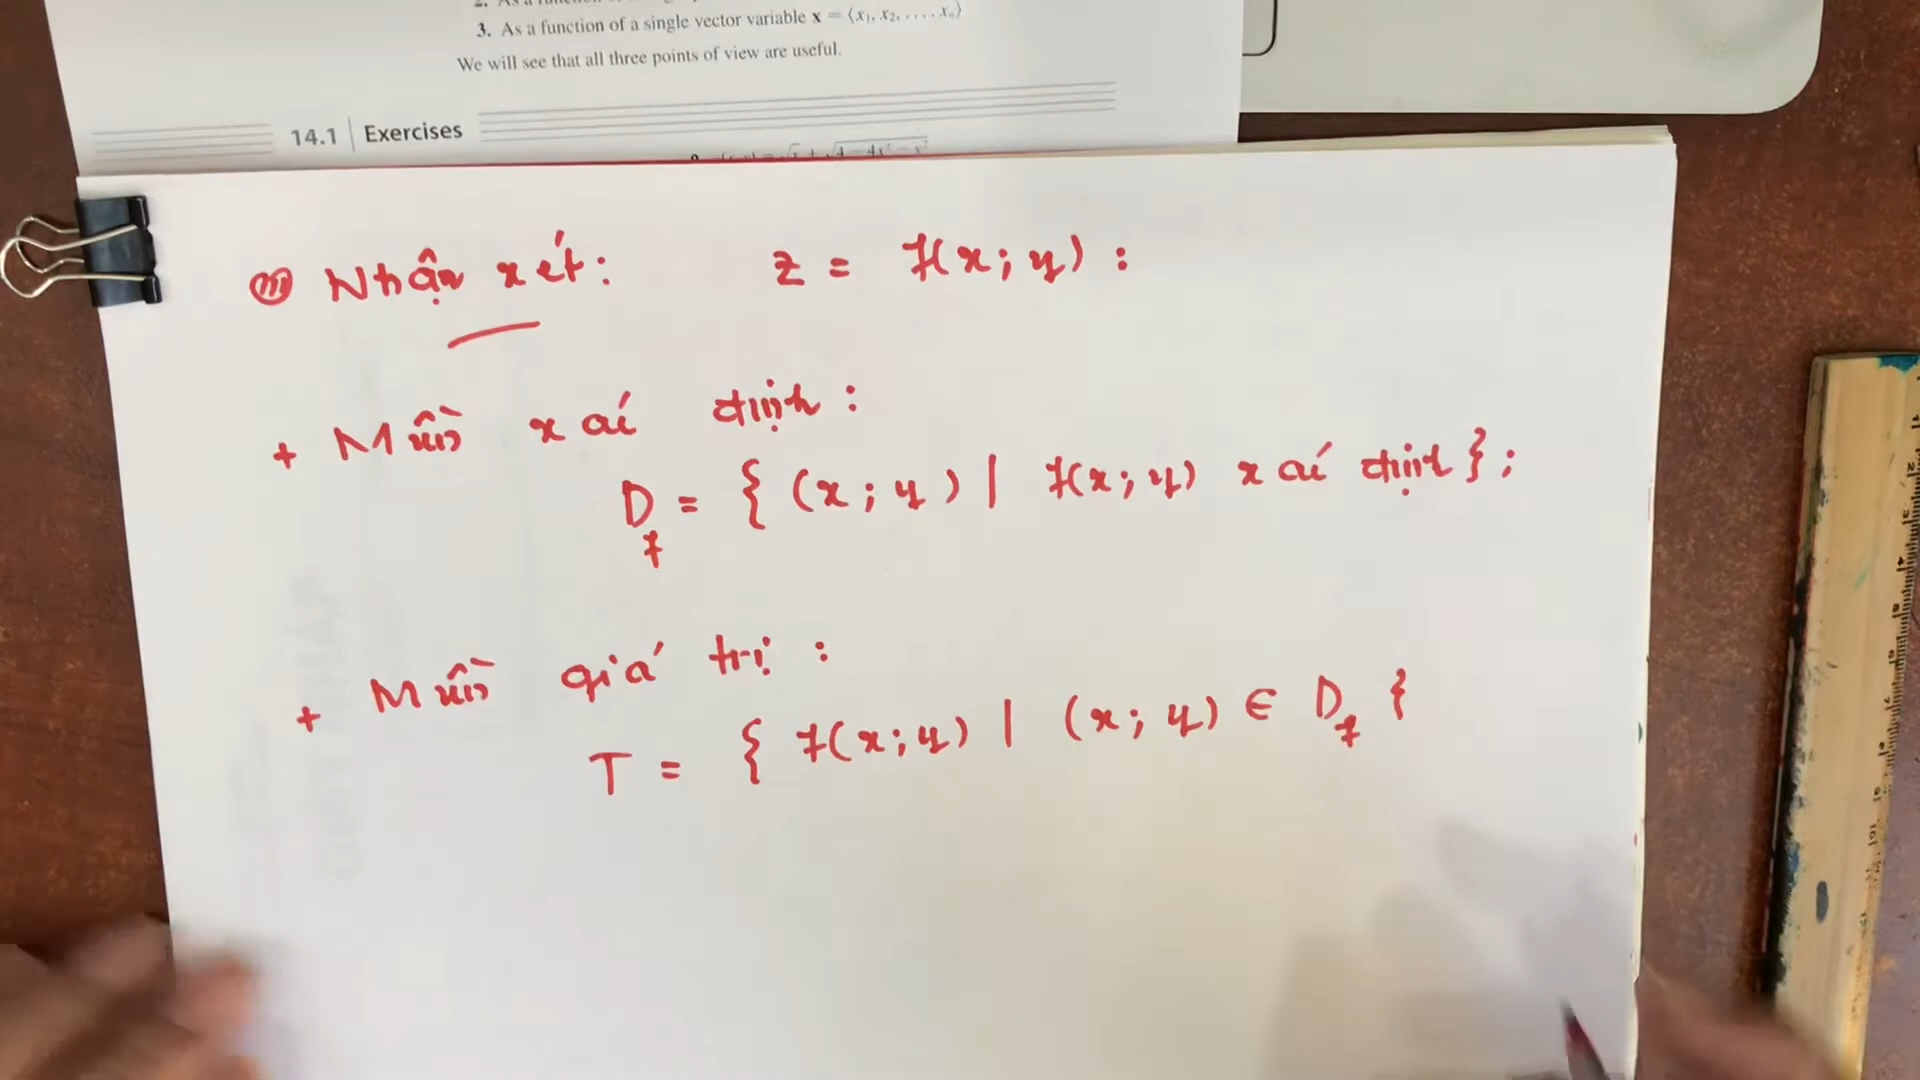 3. As a function of a single vector variable x = ⟨x₁, x₂, . . . . xₙ⟩
We will see that all three points of view are useful.
14.1 | Exercises
(m) Nhận xét: z = f(x; y) :
+ Miền xác định :
D_f = { (x; y) | f(x; y) xác định } ;
+ Miền giá trị :
T = { f(x; y) | (x; y) ∈ D_f }